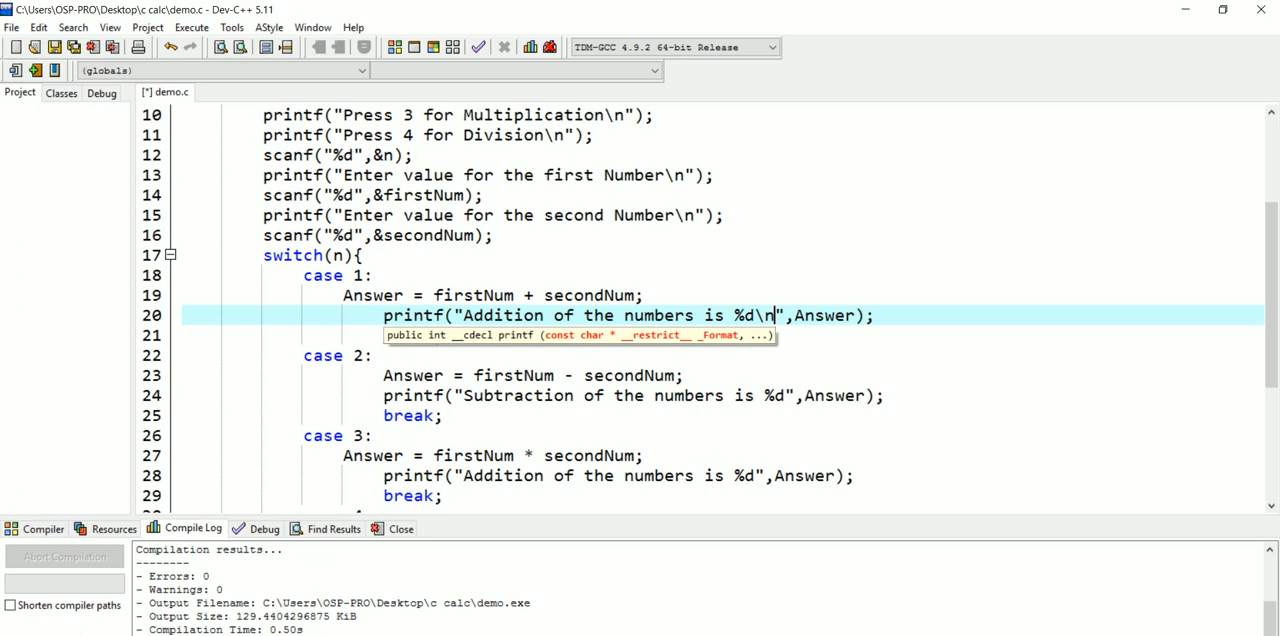 C:\Users\OSP-PRO\Desktop\c calc\demo.c - Dev-C++ 5.11
File Edit Search View Project Execute Tools AStyle Window Help
TDM-GCC 4.9.2 64-bit Release
(globals)
Project Classes Debug [*] demo.c
10 printf("Press 3 for Multiplication\n");
11 printf("Press 4 for Division\n");
12 scanf("%d",&n);
13 printf("Enter value for the first Number\n");
14 scanf("%d",&firstNum);
15 printf("Enter value for the second Number\n");
16 scanf("%d",&secondNum);
17 switch(n){
18 case 1:
19 Answer = firstNum + secondNum;
20 printf("Addition of the numbers is %d\n",Answer);
21 public int __cdecl printf (const char * __restrict__ _Format, ...)
22 case 2:
23 Answer = firstNum - secondNum;
24 printf("Subtraction of the numbers is %d",Answer);
25 break;
26 case 3:
27 Answer = firstNum * secondNum;
28 printf("Addition of the numbers is %d",Answer);
29 break;
Compiler Resources Compile Log Debug Find Results Close
Abort Compilation
Shorten compiler paths
Compilation results...
--------
- Errors: 0
- Warnings: 0
- Output Filename: C:\Users\OSP-PRO\Desktop\c calc\demo.exe
- Output Size: 129.4404296875 KiB
- Compilation Time: 0.50s